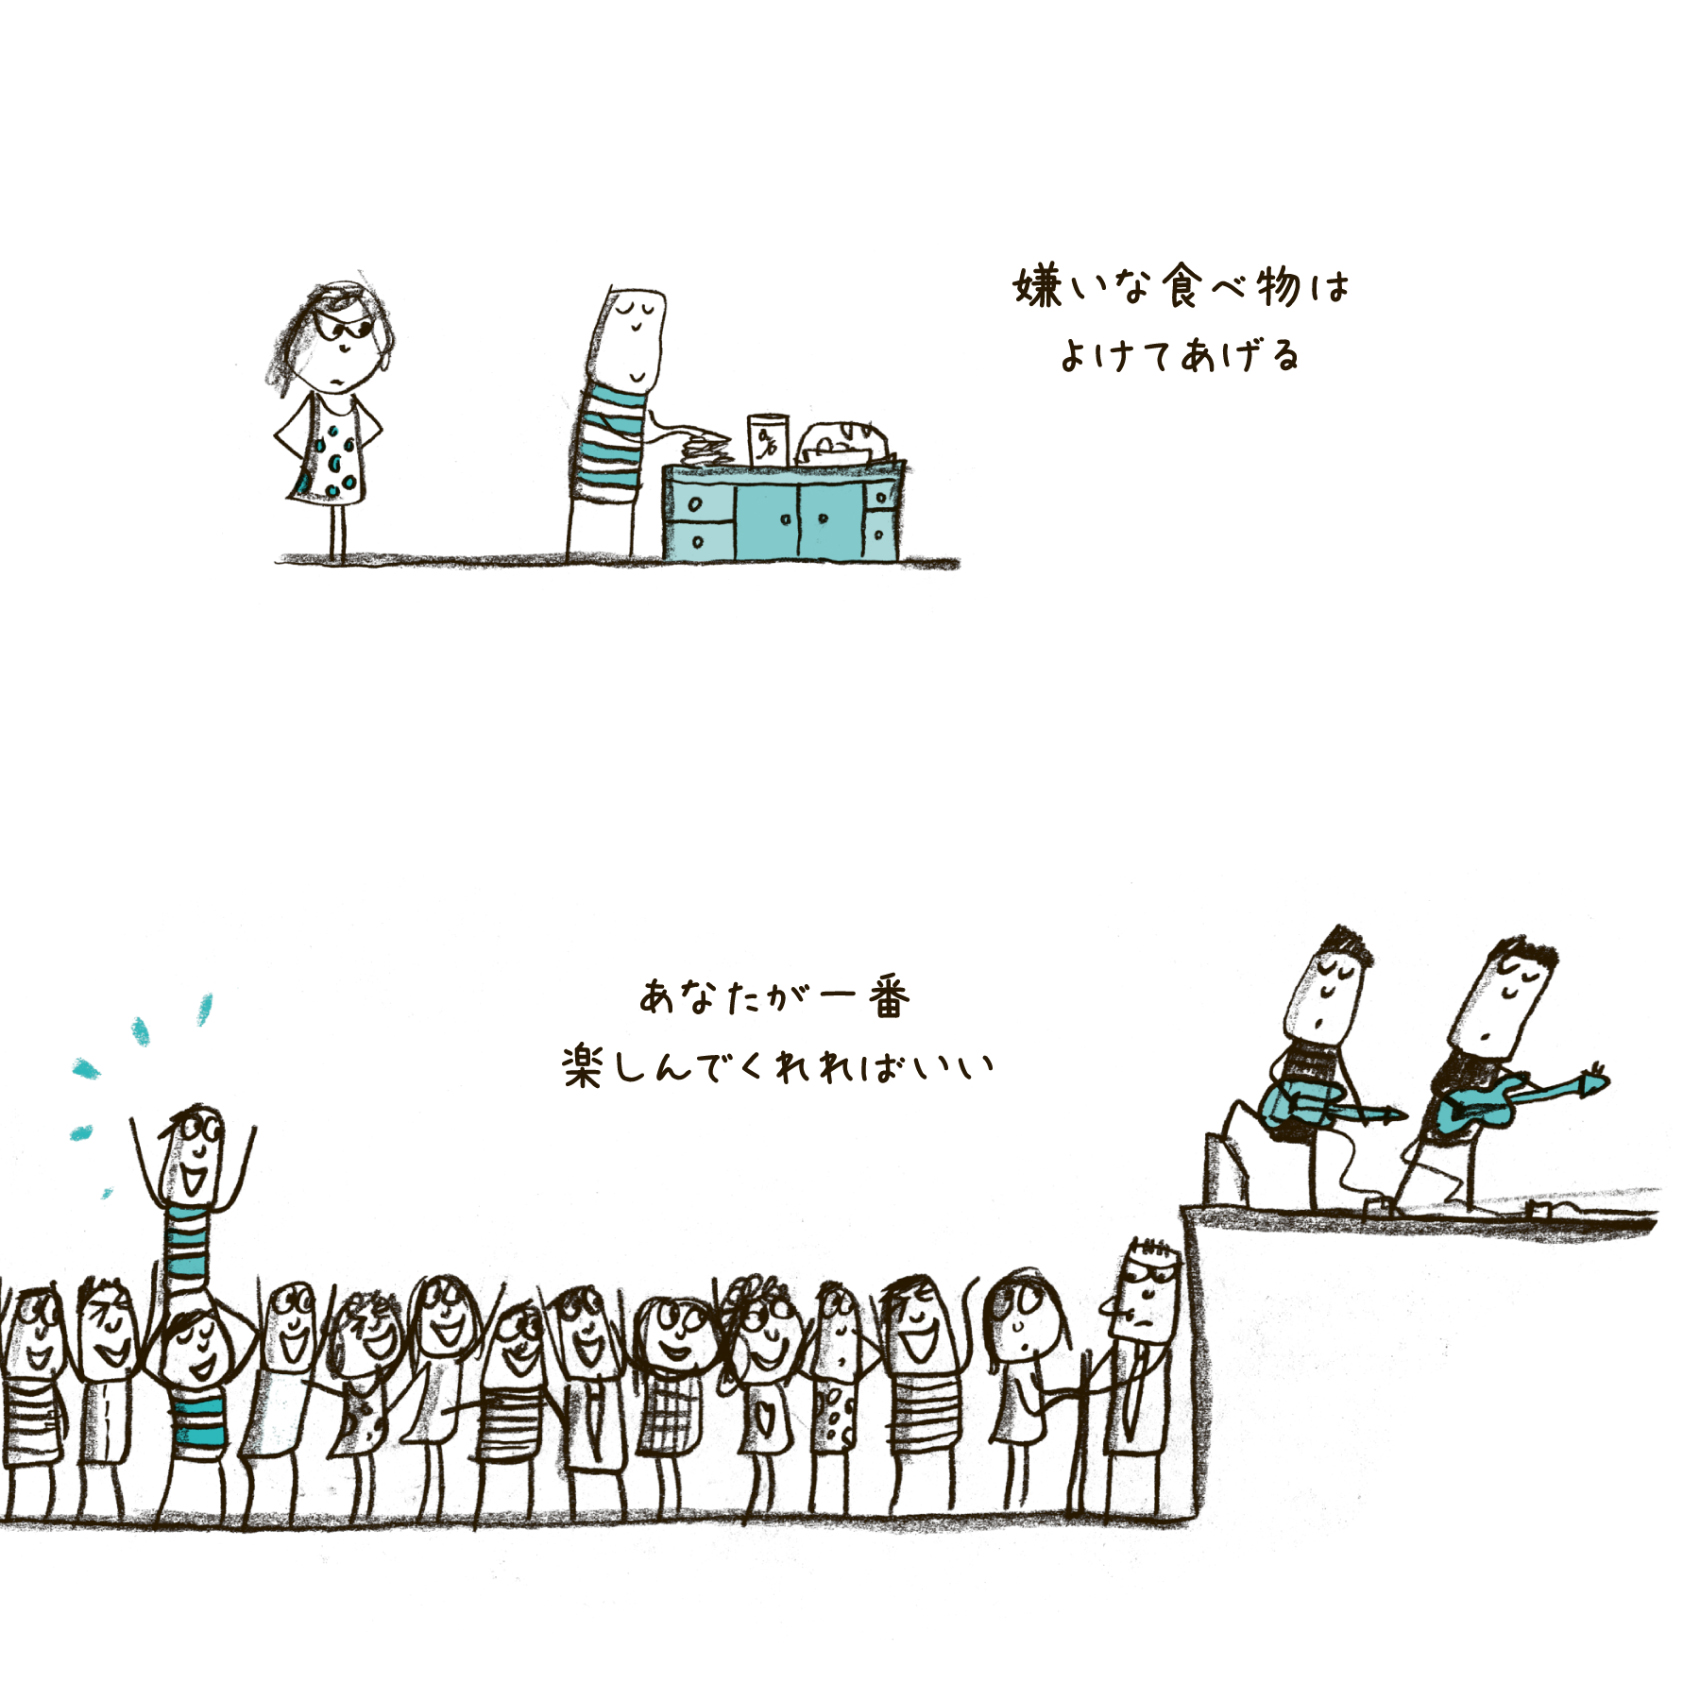 嫌いな食べ物は
よけてあげる
あなたが一番
楽しんでくれればいい